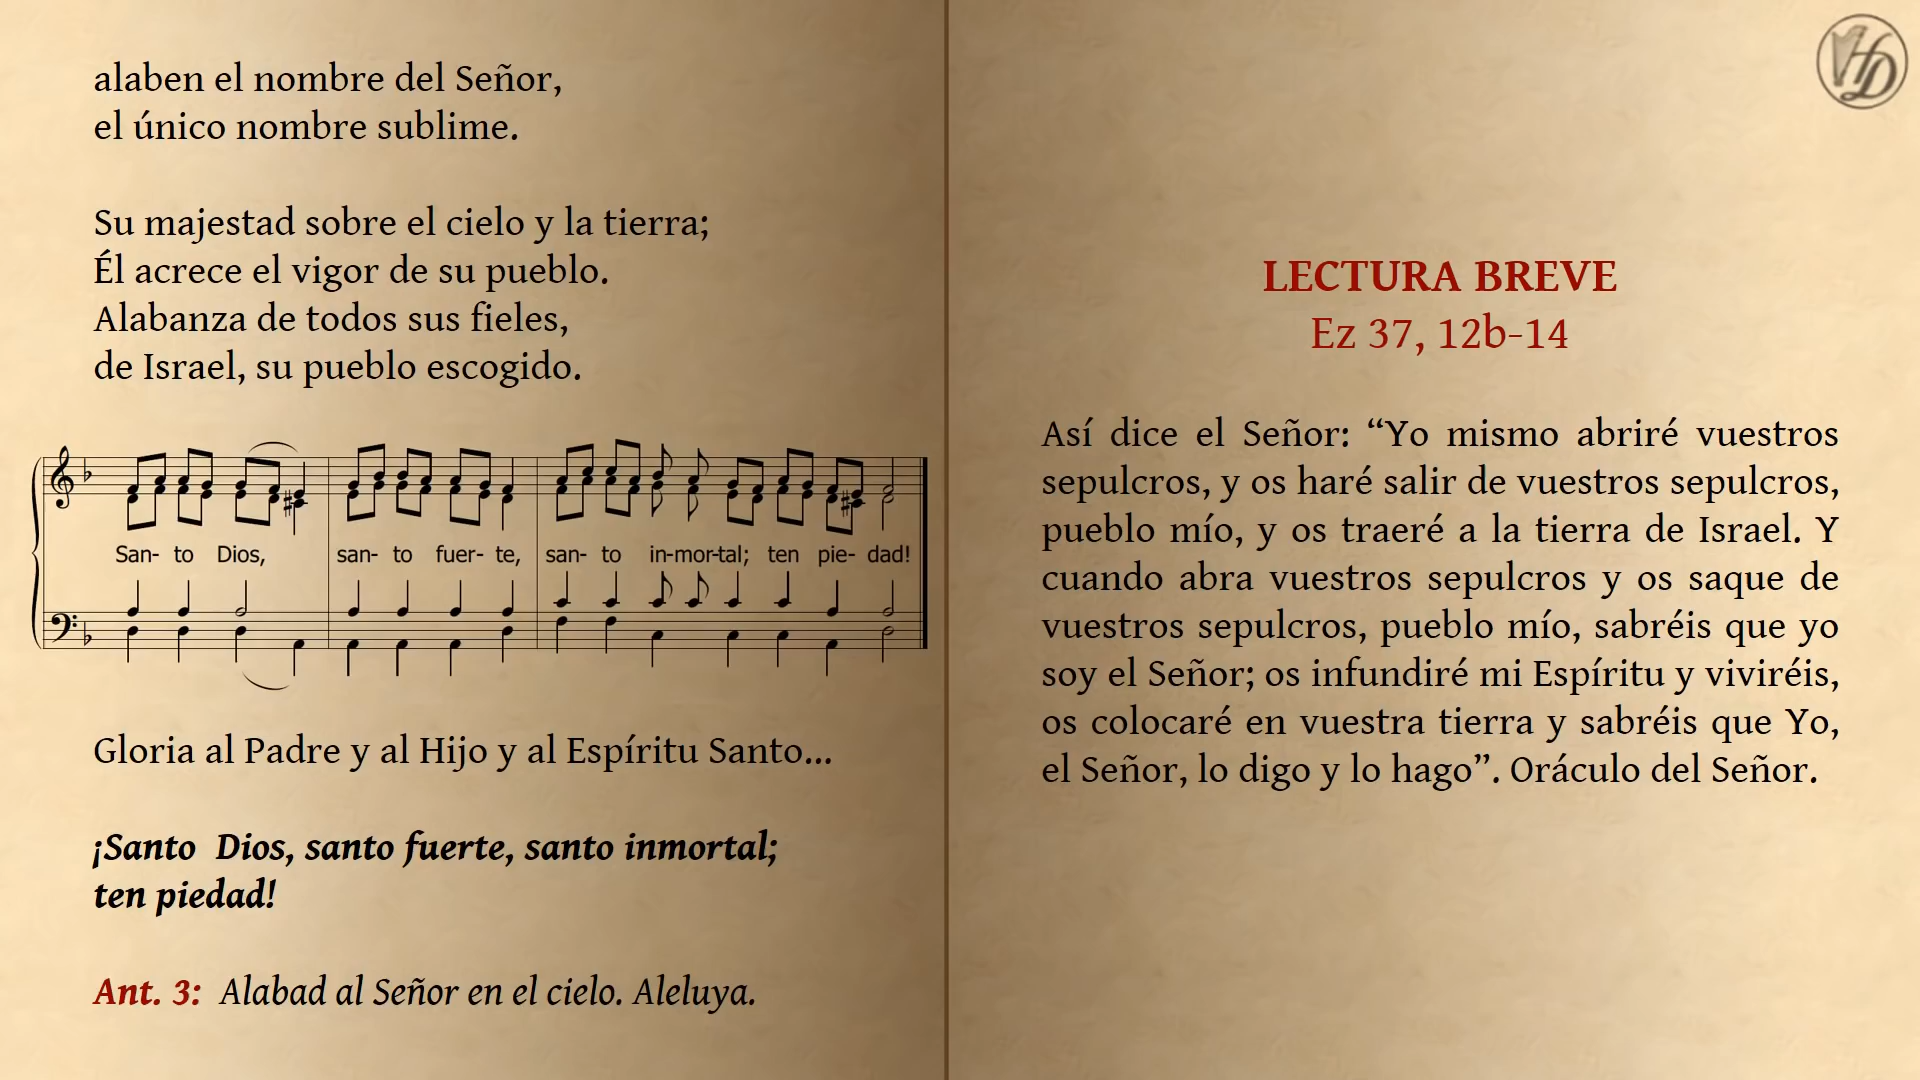 alaben el nombre del Señor,
el único nombre sublime.
Su majestad sobre el cielo y la tierra;
Él acrece el vigor de su pueblo.
Alabanza de todos sus fieles,
de Israel, su pueblo escogido.
San- to Dios, san- to fuer- te, san- to in-mor-tal; ten pie- dad!
Gloria al Padre y al Hijo y al Espíritu Santo...
¡Santo Dios, santo fuerte, santo inmortal;
ten piedad!
Ant. 3: Alabad al Señor en el cielo. Aleluya.
HD
LECTURA BREVE
Ez 37, 12b-14
Así dice el Señor: “Yo mismo abriré vuestros
sepulcros, y os haré salir de vuestros sepulcros,
pueblo mío, y os traeré a la tierra de Israel. Y
cuando abra vuestros sepulcros y os saque de
vuestros sepulcros, pueblo mío, sabréis que yo
soy el Señor; os infundiré mi Espíritu y viviréis,
os colocaré en vuestra tierra y sabréis que Yo,
el Señor, lo digo y lo hago”. Oráculo del Señor.